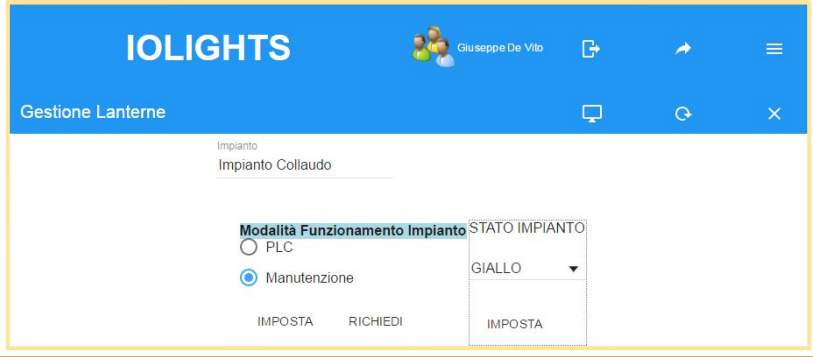 IOLIGHTS
Giuseppe De Vito
Gestione Lanterne
Impianto
Impianto Collaudo
Modalità Funzionamento Impianto
PLC
Manutenzione
IMPOSTA RICHIEDI
STATO IMPIANTO
GIALLO
IMPOSTA